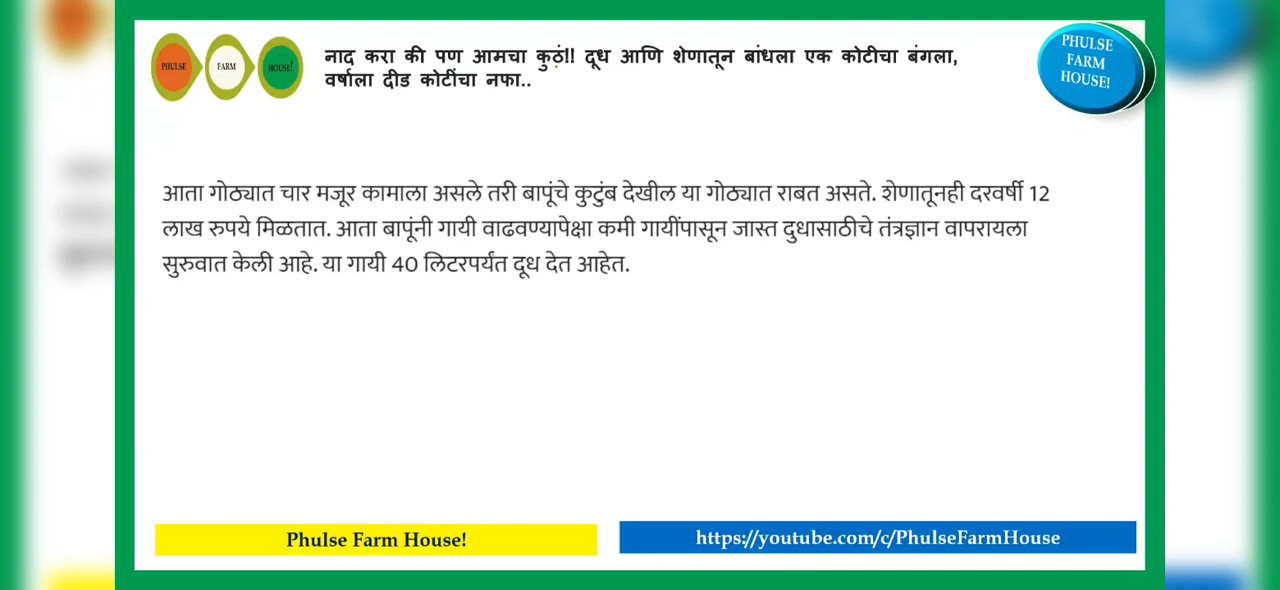 PHULSE
FARM
HOUSE!
नाद करा की पण आमचा कुठं!! दूध आणि शेणातून बांधला एक कोटीचा बंगला,
वर्षाला दीड कोटींचा नफा..
PHULSE
FARM
HOUSE!
आता गोठ्यात चार मजूर कामाला असले तरी बापूंचे कुटुंब देखील या गोठ्यात राबत असते. शेणातूनही दरवर्षी 12
लाख रुपये मिळतात. आता बापूंनी गायी वाढवण्यापेक्षा कमी गायींपासून जास्त दुधासाठीचे तंत्रज्ञान वापरायला
सुरुवात केली आहे. या गायी 40 लिटरपर्यंत दूध देत आहेत.
Phulse Farm House!
https://youtube.com/c/PhulseFarmHouse